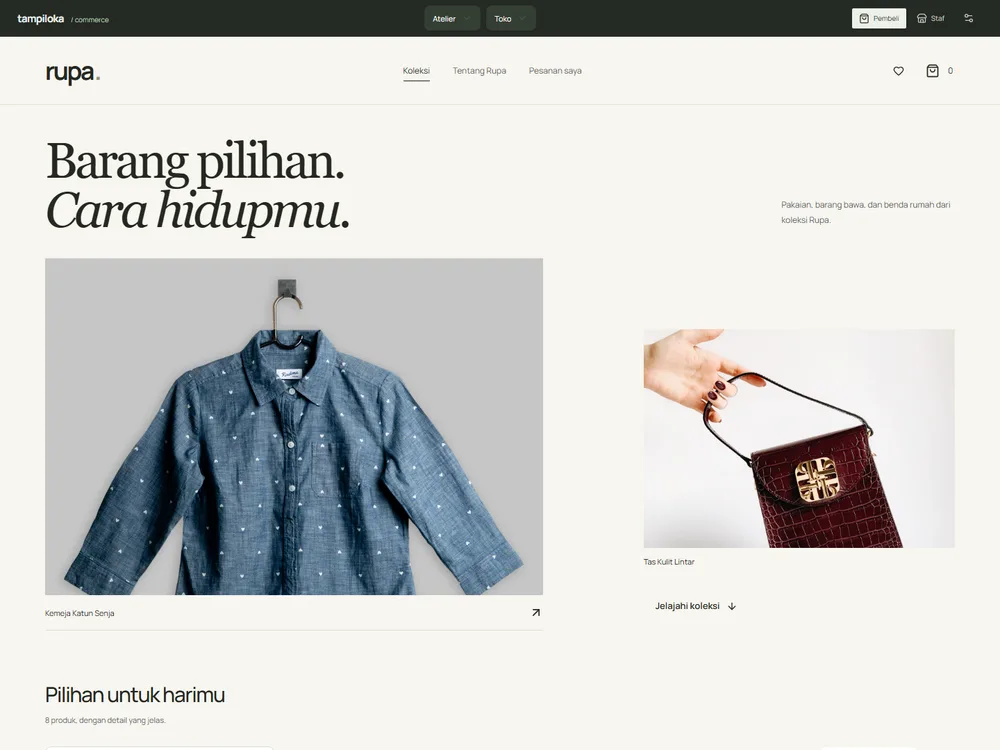 tampiloka / commerce
Atelier
Toko
Pembeli
Staf
rupa.
Koleksi
Tentang Rupa
Pesanan saya
0
Barang pilihan.
Cara hidupmu.
Pakaian, barang bawa, dan benda rumah dari
koleksi Rupa.
Tas Kulit Lintar
Kemeja Katun Senja
Jelajahi koleksi
Pilihan untuk harimu
8 produk, dengan detail yang jelas.